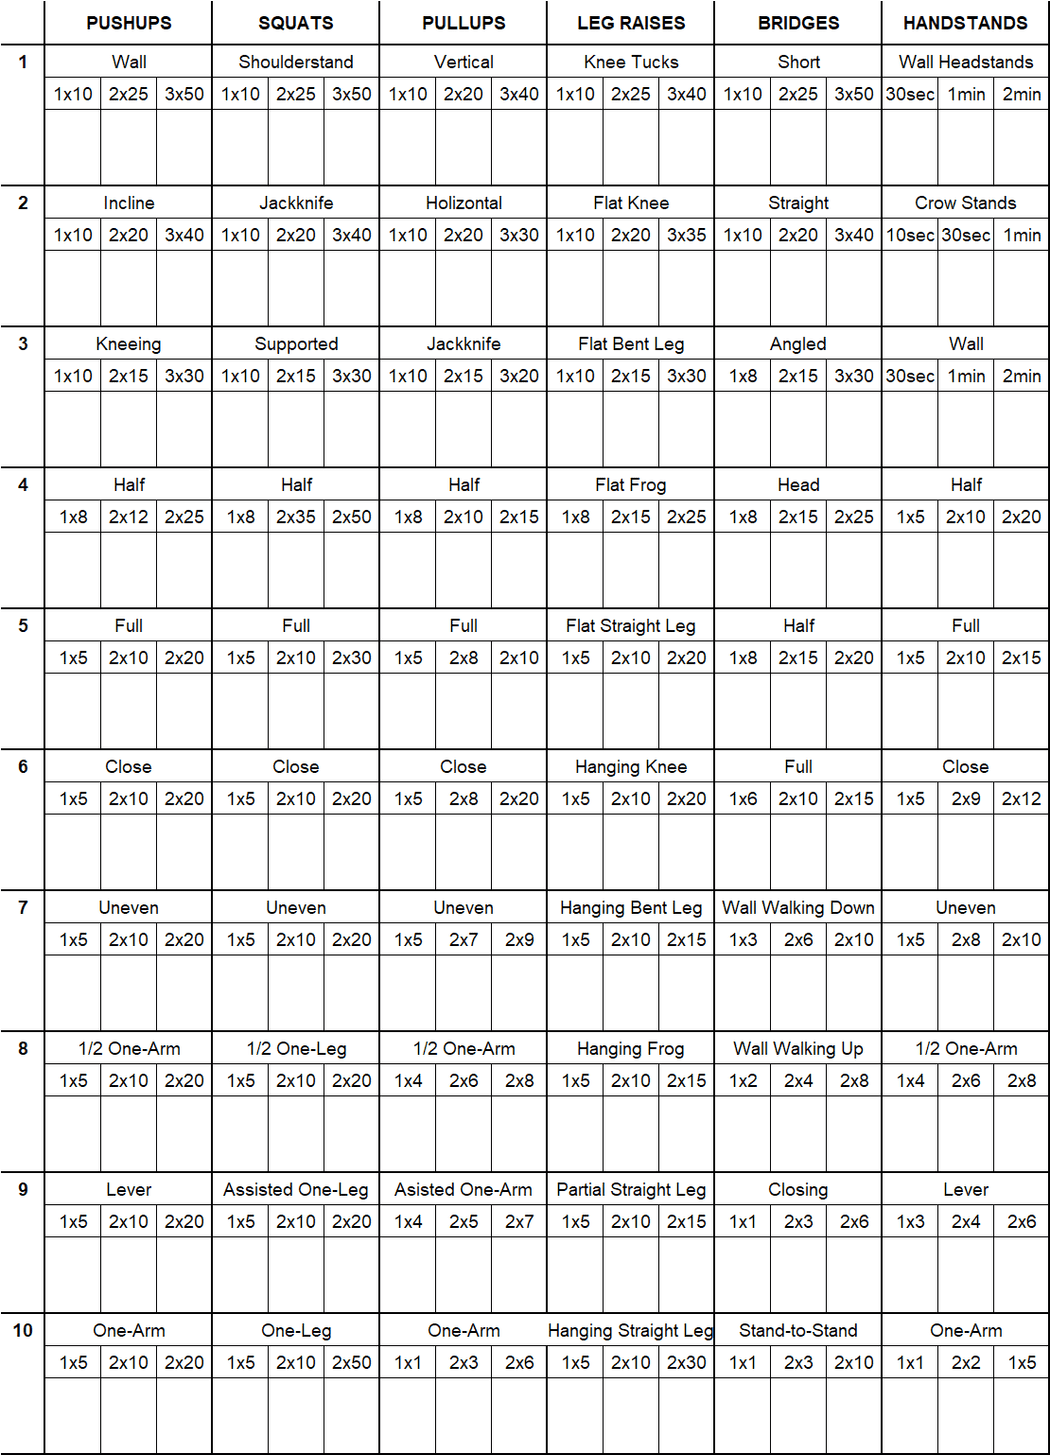 PUSHUPS SQUATS PULLUPS LEG RAISES BRIDGES HANDSTANDS
1 Wall Shoulderstand Vertical Knee Tucks Short Wall Headstands
1x10 2x25 3x50 1x10 2x25 3x50 1x10 2x20 3x40 1x10 2x25 3x40 1x10 2x25 3x50 30sec 1min 2min
2 Incline Jackknife Holizontal Flat Knee Straight Crow Stands
1x10 2x20 3x40 1x10 2x20 3x40 1x10 2x20 3x30 1x10 2x20 3x35 1x10 2x20 3x40 10sec 30sec 1min
3 Kneeing Supported Jackknife Flat Bent Leg Angled Wall
1x10 2x15 3x30 1x10 2x15 3x30 1x10 2x15 3x20 1x10 2x15 3x30 1x8 2x15 3x30 30sec 1min 2min
4 Half Half Half Flat Frog Head Half
1x8 2x12 2x25 1x8 2x35 2x50 1x8 2x10 2x15 1x8 2x15 2x25 1x8 2x15 2x25 1x5 2x10 2x20
5 Full Full Full Flat Straight Leg Half Full
1x5 2x10 2x20 1x5 2x10 2x30 1x5 2x8 2x10 1x5 2x10 2x20 1x8 2x15 2x20 1x5 2x10 2x15
6 Close Close Close Hanging Knee Full Close
1x5 2x10 2x20 1x5 2x10 2x20 1x5 2x8 2x20 1x5 2x10 2x20 1x6 2x10 2x15 1x5 2x9 2x12
7 Uneven Uneven Uneven Hanging Bent Leg Wall Walking Down Uneven
1x5 2x10 2x20 1x5 2x10 2x20 1x5 2x7 2x9 1x5 2x10 2x15 1x3 2x6 2x10 1x5 2x8 2x10
8 1/2 One-Arm 1/2 One-Leg 1/2 One-Arm Hanging Frog Wall Walking Up 1/2 One-Arm
1x5 2x10 2x20 1x5 2x10 2x20 1x4 2x6 2x8 1x5 2x10 2x15 1x2 2x4 2x8 1x4 2x6 2x8
9 Lever Assisted One-Leg Asisted One-Arm Partial Straight Leg Closing Lever
1x5 2x10 2x20 1x5 2x10 2x20 1x4 2x5 2x7 1x5 2x10 2x15 1x1 2x3 2x6 1x3 2x4 2x6
10 One-Arm One-Leg One-Arm Hanging Straight Leg Stand-to-Stand One-Arm
1x5 2x10 2x20 1x5 2x10 2x50 1x1 2x3 2x6 1x5 2x10 2x30 1x1 2x3 2x10 1x1 2x2 1x5